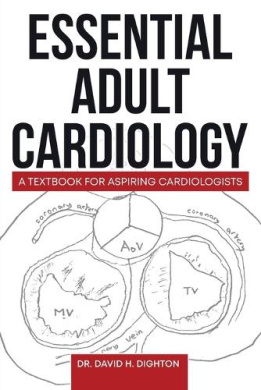 ESSENTIAL
ADULT
CARDIOLOGY
A TEXTBOOK FOR ASPIRING CARDIOLOGISTS
coronary artery
coronary artery
AoV
MV
TV
vein
DR. DAVID H. DIGHTON